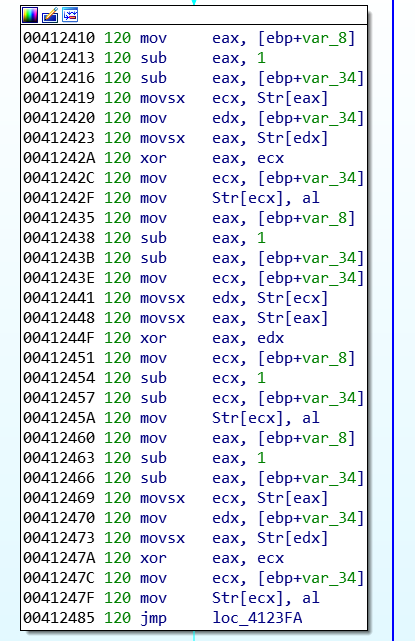 00412410 120 mov eax, [ebp+var_8]
00412413 120 sub eax, 1
00412416 120 sub eax, [ebp+var_34]
00412419 120 movsx ecx, Str[eax]
00412420 120 mov edx, [ebp+var_34]
00412423 120 movsx eax, Str[edx]
0041242A 120 xor eax, ecx
0041242C 120 mov ecx, [ebp+var_34]
0041242F 120 mov Str[ecx], al
00412435 120 mov eax, [ebp+var_8]
00412438 120 sub eax, 1
0041243B 120 sub eax, [ebp+var_34]
0041243E 120 mov ecx, [ebp+var_34]
00412441 120 movsx edx, Str[ecx]
00412448 120 movsx eax, Str[eax]
0041244F 120 xor eax, edx
00412451 120 mov ecx, [ebp+var_8]
00412454 120 sub ecx, 1
00412457 120 sub ecx, [ebp+var_34]
0041245A 120 mov Str[ecx], al
00412460 120 mov eax, [ebp+var_8]
00412463 120 sub eax, 1
00412466 120 sub eax, [ebp+var_34]
00412469 120 movsx ecx, Str[eax]
00412470 120 mov edx, [ebp+var_34]
00412473 120 movsx eax, Str[edx]
0041247A 120 xor eax, ecx
0041247C 120 mov ecx, [ebp+var_34]
0041247F 120 mov Str[ecx], al
00412485 120 jmp loc_4123FA